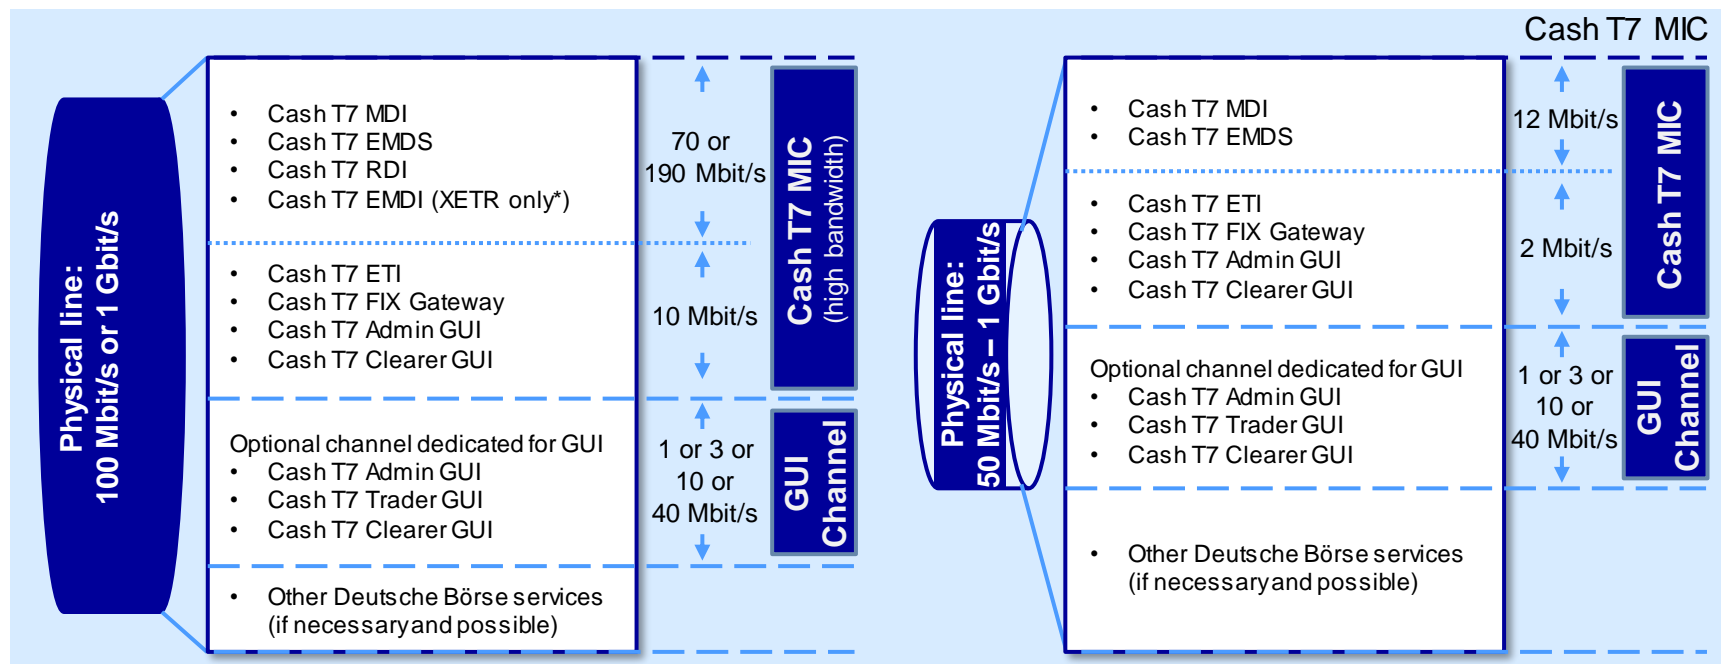 Cash T7 MIC
Physical line:
100 Mbit/s or 1 Gbit/s
• Cash T7 MDI
• Cash T7 EMDS
• Cash T7 RDI
• Cash T7 EMDI (XETR only*)
70 or
190 Mbit/s
• Cash T7 ETI
• Cash T7 FIX Gateway
• Cash T7 Admin GUI
• Cash T7 Clearer GUI
10 Mbit/s
Cash T7 MIC
(high bandwidth)
Optional channel dedicated for GUI
• Cash T7 Admin GUI
• Cash T7 Trader GUI
• Cash T7 Clearer GUI
1 or 3 or
10 or
40 Mbit/s
GUI
Channel
• Other Deutsche Börse services
(if necessary and possible)
Physical line:
50 Mbit/s – 1 Gbit/s
• Cash T7 MDI
• Cash T7 EMDS
12 Mbit/s
• Cash T7 ETI
• Cash T7 FIX Gateway
• Cash T7 Admin GUI
• Cash T7 Clearer GUI
2 Mbit/s
Cash T7 MIC
Optional channel dedicated for GUI
• Cash T7 Admin GUI
• Cash T7 Trader GUI
• Cash T7 Clearer GUI
1 or 3 or
10 or
40 Mbit/s
GUI
Channel
• Other Deutsche Börse services
(if necessary and possible)